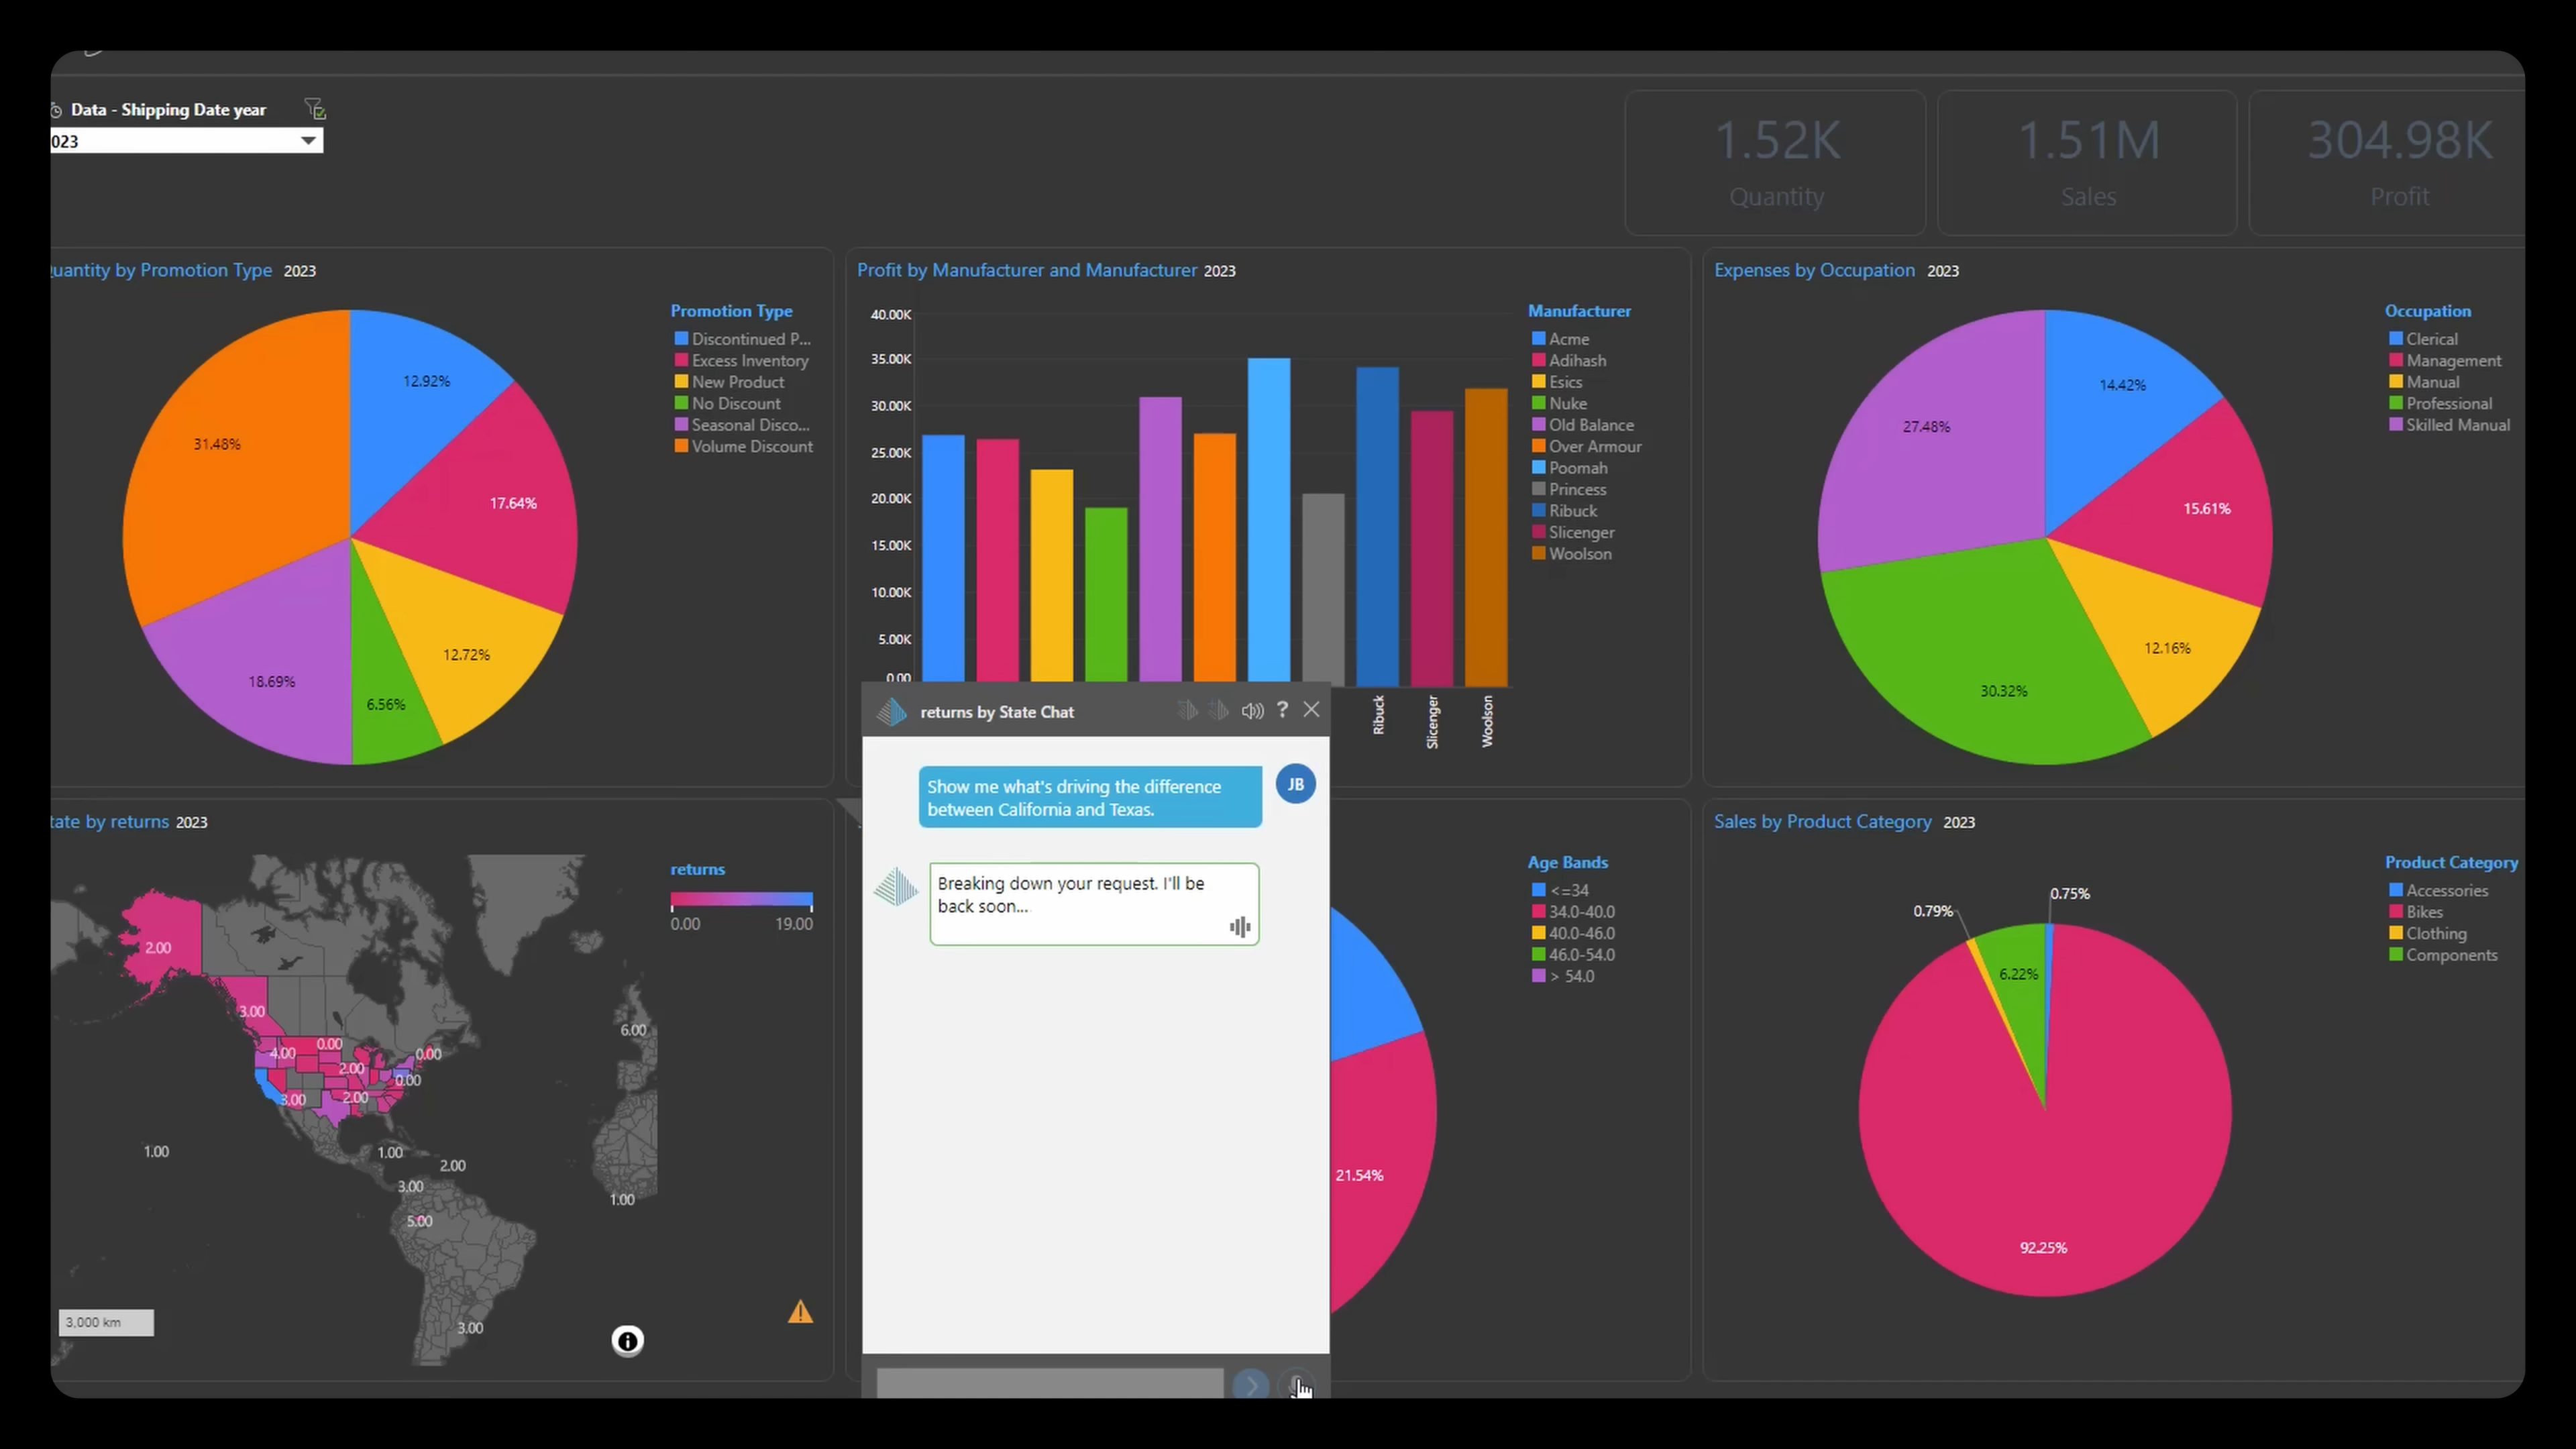 Data - Shipping Date year
023
1.52K
Quantity
1.51M
Sales
304.98K
Profit
uantity by Promotion Type 2023
Promotion Type
Discontinued P...
Excess Inventory
New Product
No Discount
Seasonal Disco...
Volume Discount
12.92%
31.48%
17.64%
12.72%
18.69%
6.56%
Profit by Manufacturer and Manufacturer 2023
40.00K
35.00K
30.00K
25.00K
20.00K
15.00K
10.00K
5.00K
0.00
Ribuck
Slicenger
Woolson
Manufacturer
Acme
Adihash
Esics
Nuke
Old Balance
Over Armour
Poomah
Princess
Ribuck
Slicenger
Woolson
Expenses by Occupation 2023
Occupation
Clerical
Management
Manual
Professional
Skilled Manual
14.42%
27.48%
15.61%
12.16%
30.32%
tate by returns 2023
returns
0.00 19.00
2.00
3.00
6.00
4.00
0.00
0.00
2.00
0.00
3.00
2.00
1.00
1.00
2.00
3.00
1.00
5.00
3.00
3,000 km
returns by State Chat
?
Show me what's driving the difference
between California and Texas.
JB
Breaking down your request. I'll be
back soon...
Age Bands
<=34
34.0-40.0
40.0-46.0
46.0-54.0
> 54.0
21.54%
Sales by Product Category 2023
Product Category
Accessories
Bikes
Clothing
Components
0.75%
0.79%
6.22%
92.25%